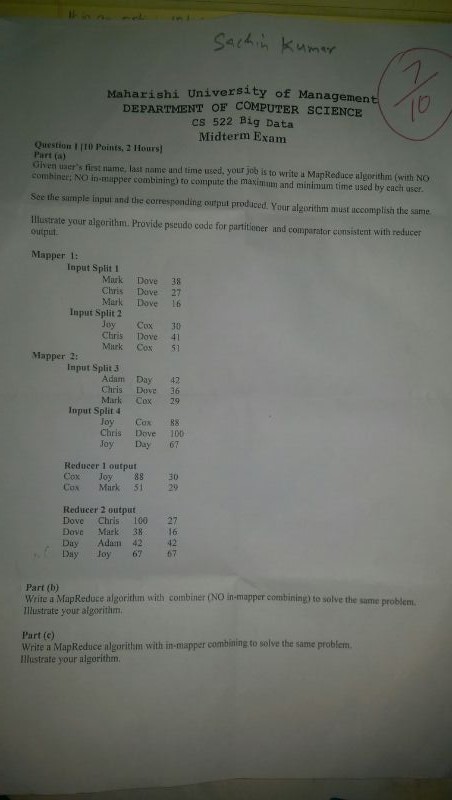 Sachin Kumar
7/10
Maharishi University of Management
DEPARTMENT OF COMPUTER SCIENCE
CS 522 Big Data
Midterm Exam
Question 1 [10 Points, 2 Hours]
Part (a)
Given user's first name, last name and time used, your job is to write a MapReduce algorithm (with NO
combiner; NO in-mapper combining) to compute the maximum and minimum time used by each user.
See the sample input and the corresponding output produced. Your algorithm must accomplish the same.
Illustrate your algorithm. Provide pseudo code for partitioner and comparator consistent with reducer
output.
Mapper 1:
Input Split 1
Mark Dove 38
Chris Dove 27
Mark Dove 16
Input Split 2
Joy Cox 30
Chris Dove 41
Mark Cox 51
Mapper 2:
Input Split 3
Adam Day 42
Chris Dove 36
Mark Cox 29
Input Split 4
Joy Cox 88
Chris Dove 100
Joy Day 67
Reducer 1 output
Cox Joy 88 30
Cox Mark 51 29
Reducer 2 output
Dove Chris 100 27
Dove Mark 38 16
Day Adam 42 42
Day Joy 67 67
Part (b)
Write a MapReduce algorithm with combiner (NO in-mapper combining) to solve the same problem.
Illustrate your algorithm.
Part (c)
Write a MapReduce algorithm with in-mapper combining to solve the same problem.
Illustrate your algorithm.